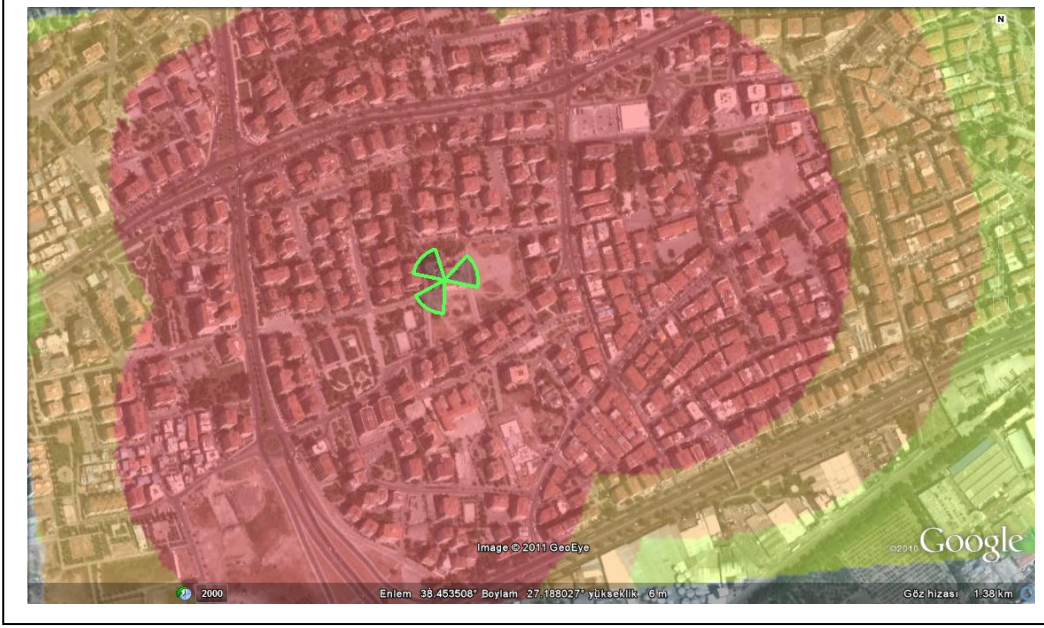 N
Image © 2011 GeoEye
©2010 Google
2000
Enlem 38.453508° Boylam 27.188027° yükseklik 6 m
Göz hizası 1.38 km